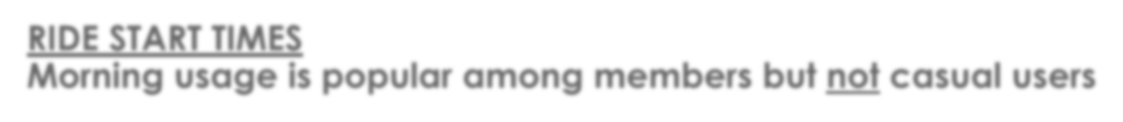 RIDE START TIMES
Morning usage is popular among members but not casual users